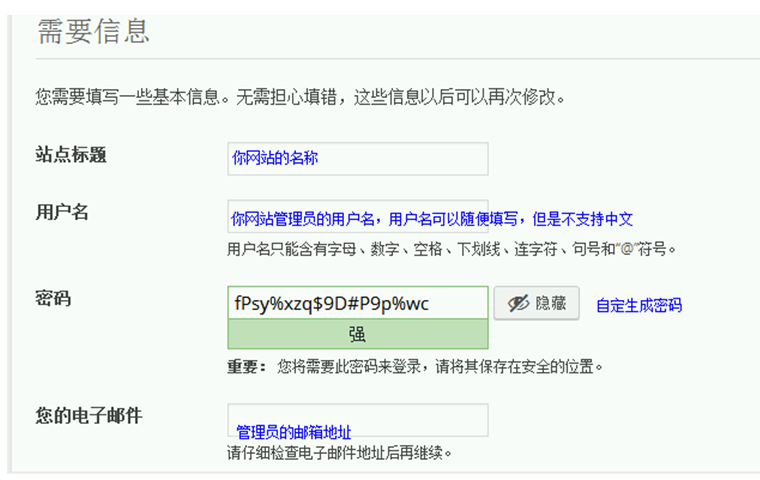 需要信息
您需要填写一些基本信息。无需担心填错，这些信息以后可以再次修改。
站点标题 你网站的名称
用户名 你网站管理员的用户名，用户名可以随便填写，但是不支持中文
用户名只能含有字母、数字、空格、下划线、连字符、句号和“@”符号。
密码 fPsy%xzq$9D#P9p%wc 隐藏 自定生成密码
强
重要： 您将需要此密码来登录，请将其保存在安全的位置。
您的电子邮件 管理员的邮箱地址
请仔细检查电子邮件地址后再继续。